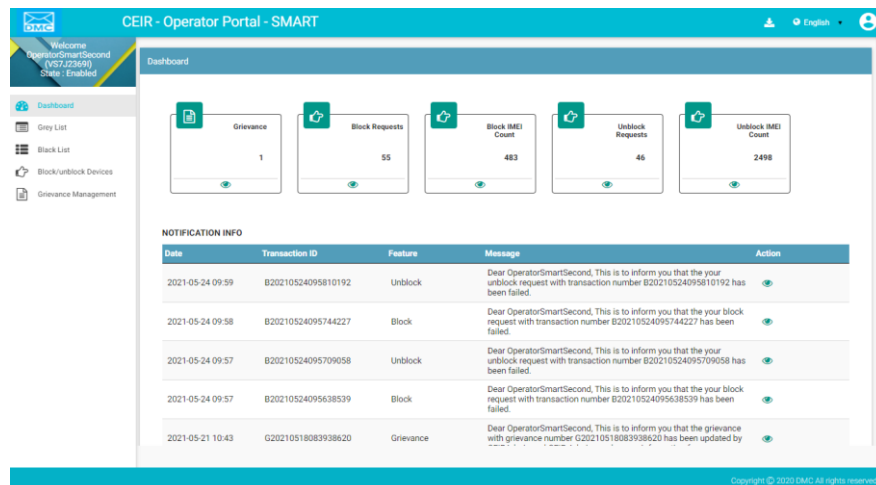 DMC
CEIR - Operator Portal - SMART
English
Welcome
OperatorSmartSecond
(VS7J2369I)
State : Enabled
Dashboard
Dashboard
Grey List
Black List
Block/unblock Devices
Grievance Management
Grievance
1
Block Requests
55
Block IMEI
Count
483
Unblock
Requests
46
Unblock IMEI
Count
2498
NOTIFICATION INFO
Date Transaction ID Feature Message Action
2021-05-24 09:59 B20210524095810192 Unblock
Dear OperatorSmartSecond, This is to inform you that the your
unblock request with transaction number B20210524095810192 has
been failed.
2021-05-24 09:58 B20210524095744227 Block
Dear OperatorSmartSecond, This is to inform you that the your block
request with transaction number B20210524095744227 has been
failed.
2021-05-24 09:57 B20210524095709058 Unblock
Dear OperatorSmartSecond, This is to inform you that the your
unblock request with transaction number B20210524095709058 has
been failed.
2021-05-24 09:57 B20210524095638539 Block
Dear OperatorSmartSecond, This is to inform you that the your block
request with transaction number B20210524095638539 has been
failed.
2021-05-21 10:43 G20210518083938620 Grievance
Dear OperatorSmartSecond, This is to inform you that the grievance
with grievance number G20210518083938620 has been updated by
Copyright © 2020 DMC All rights reserved